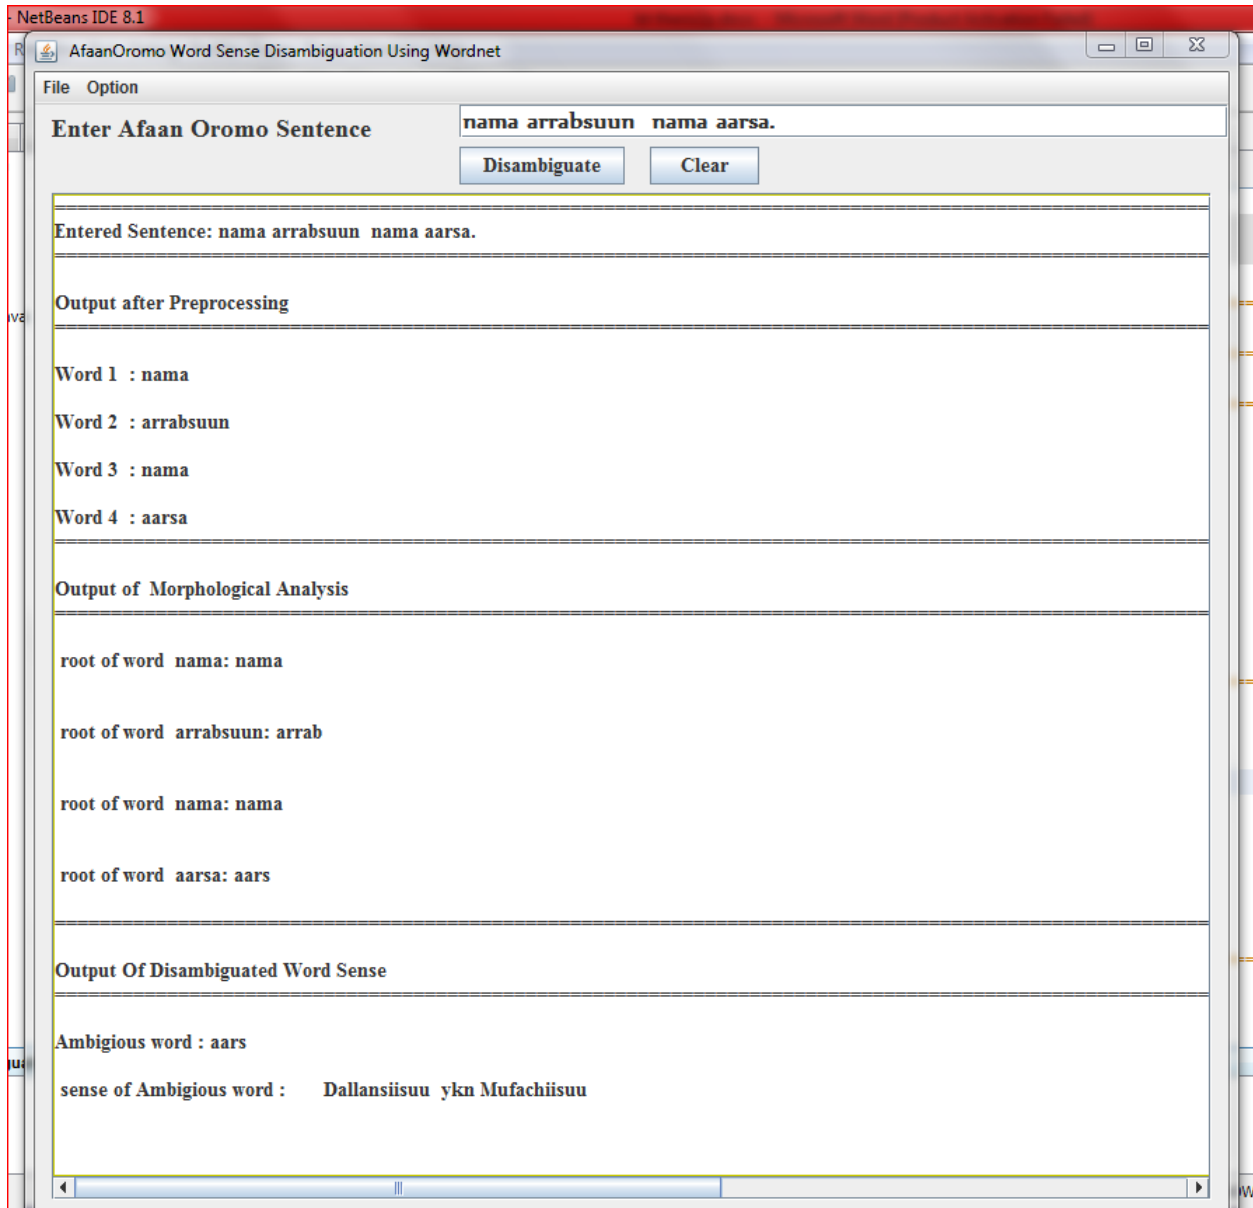 - NetBeans IDE 8.1
AfaanOromo Word Sense Disambiguation Using Wordnet
File Option
Enter Afaan Oromo Sentence
nama arrabsuun nama aarsa.
Disambiguate Clear
Entered Sentence: nama arrabsuun nama aarsa.
Output after Preprocessing
Word 1 : nama
Word 2 : arrabsuun
Word 3 : nama
Word 4 : aarsa
Output of Morphological Analysis
root of word nama: nama
root of word arrabsuun: arrab
root of word nama: nama
root of word aarsa: aars
Output Of Disambiguated Word Sense
Ambigious word : aars
sense of Ambigious word : Dallansiisuu ykn Mufachiisuu